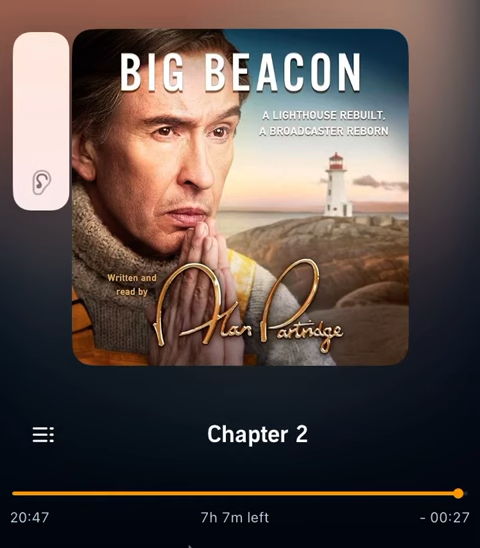 BIG BEACON
A LIGHTHOUSE REBUILT.
A BROADCASTER REBORN
Written and
read by
Alan Partridge
Chapter 2
20:47
7h 7m left
- 00:27